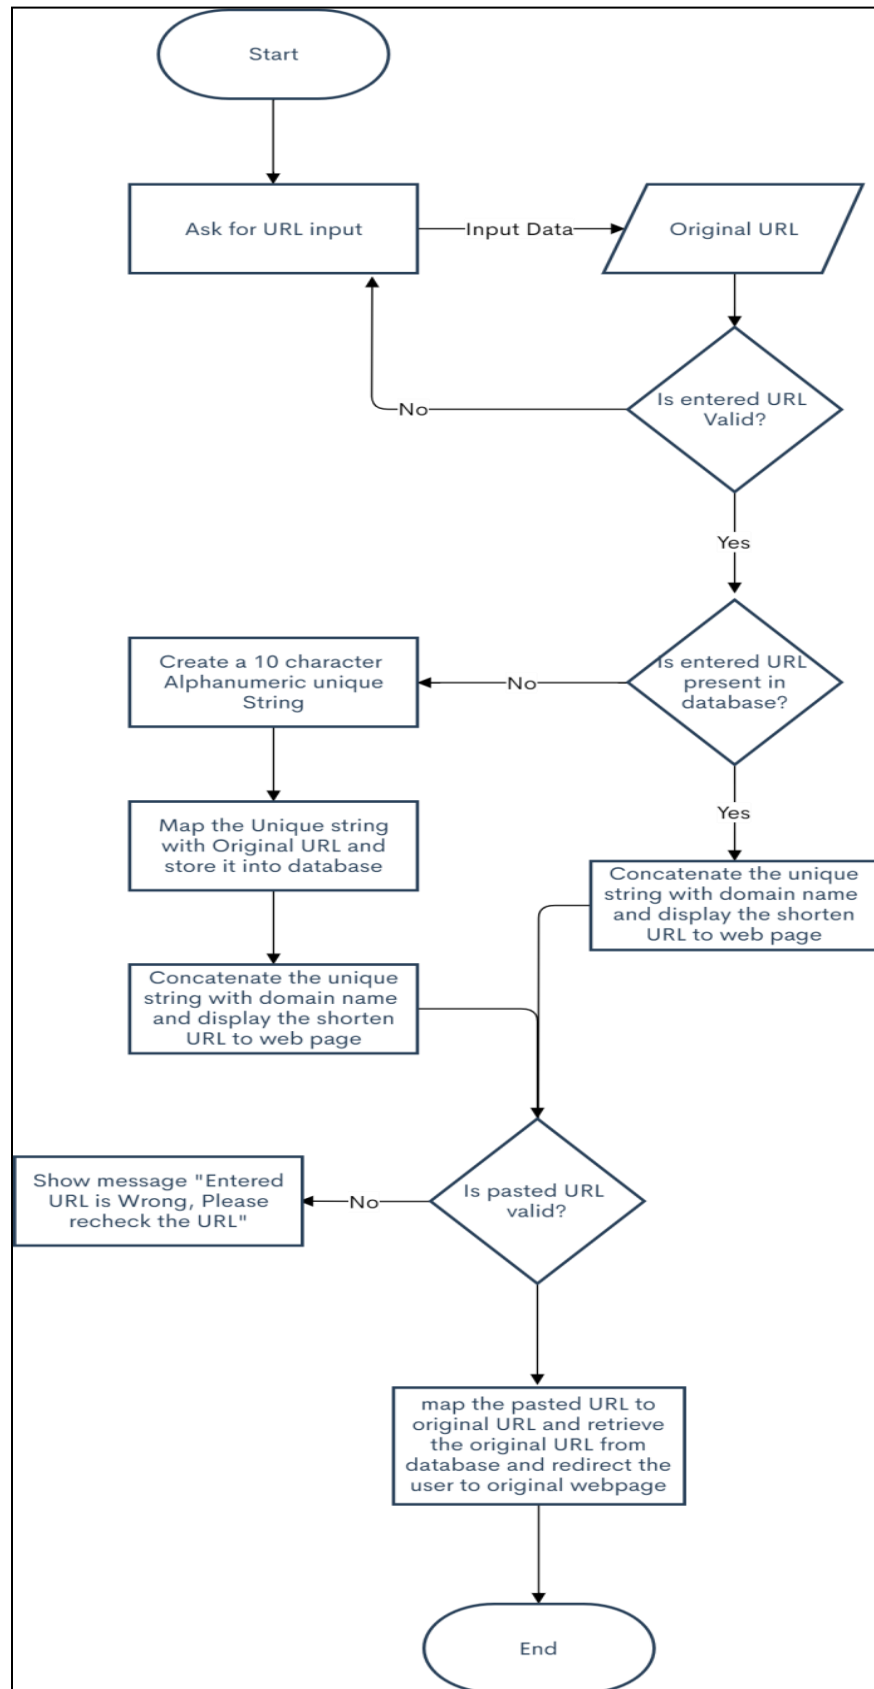 Start
Ask for URL input
Input Data
Original URL
Is entered URL
Valid?
No
Yes
Is entered URL
present in
database?
No
Create a 10 character
Alphanumeric unique
String
Map the Unique string
with Original URL and
store it into database
Concatenate the unique
string with domain name
and display the shorten
URL to web page
Yes
Concatenate the unique
string with domain name
and display the shorten
URL to web page
Is pasted URL
valid?
No
Show message "Entered
URL is Wrong, Please
recheck the URL"
map the pasted URL to
original URL and retrieve
the original URL from
database and redirect the
user to original webpage
End